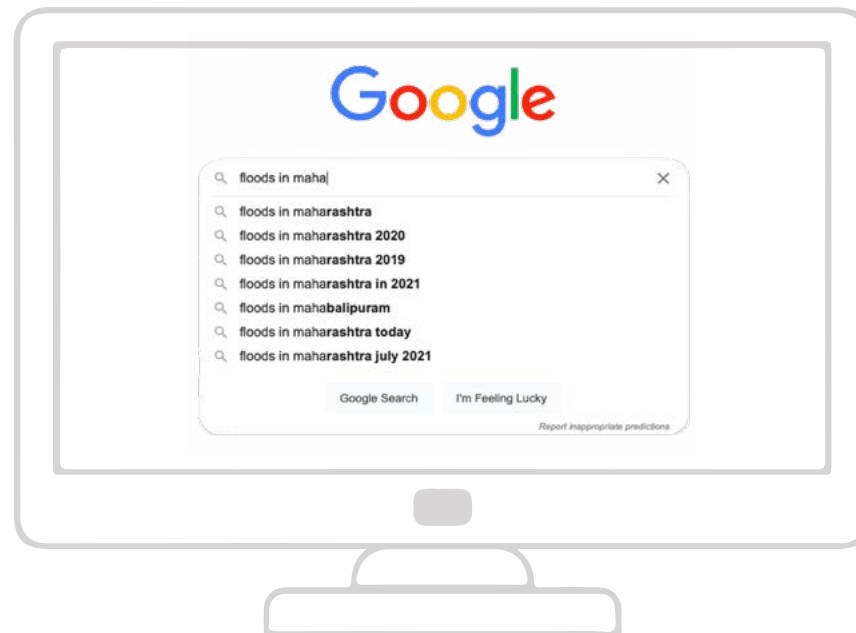 Google
floods in maha
floods in maharashtra
floods in maharashtra 2020
floods in maharashtra 2019
floods in maharashtra in 2021
floods in mahabalipuram
floods in maharashtra today
floods in maharashtra july 2021
Google Search I'm Feeling Lucky
Report inappropriate predictions